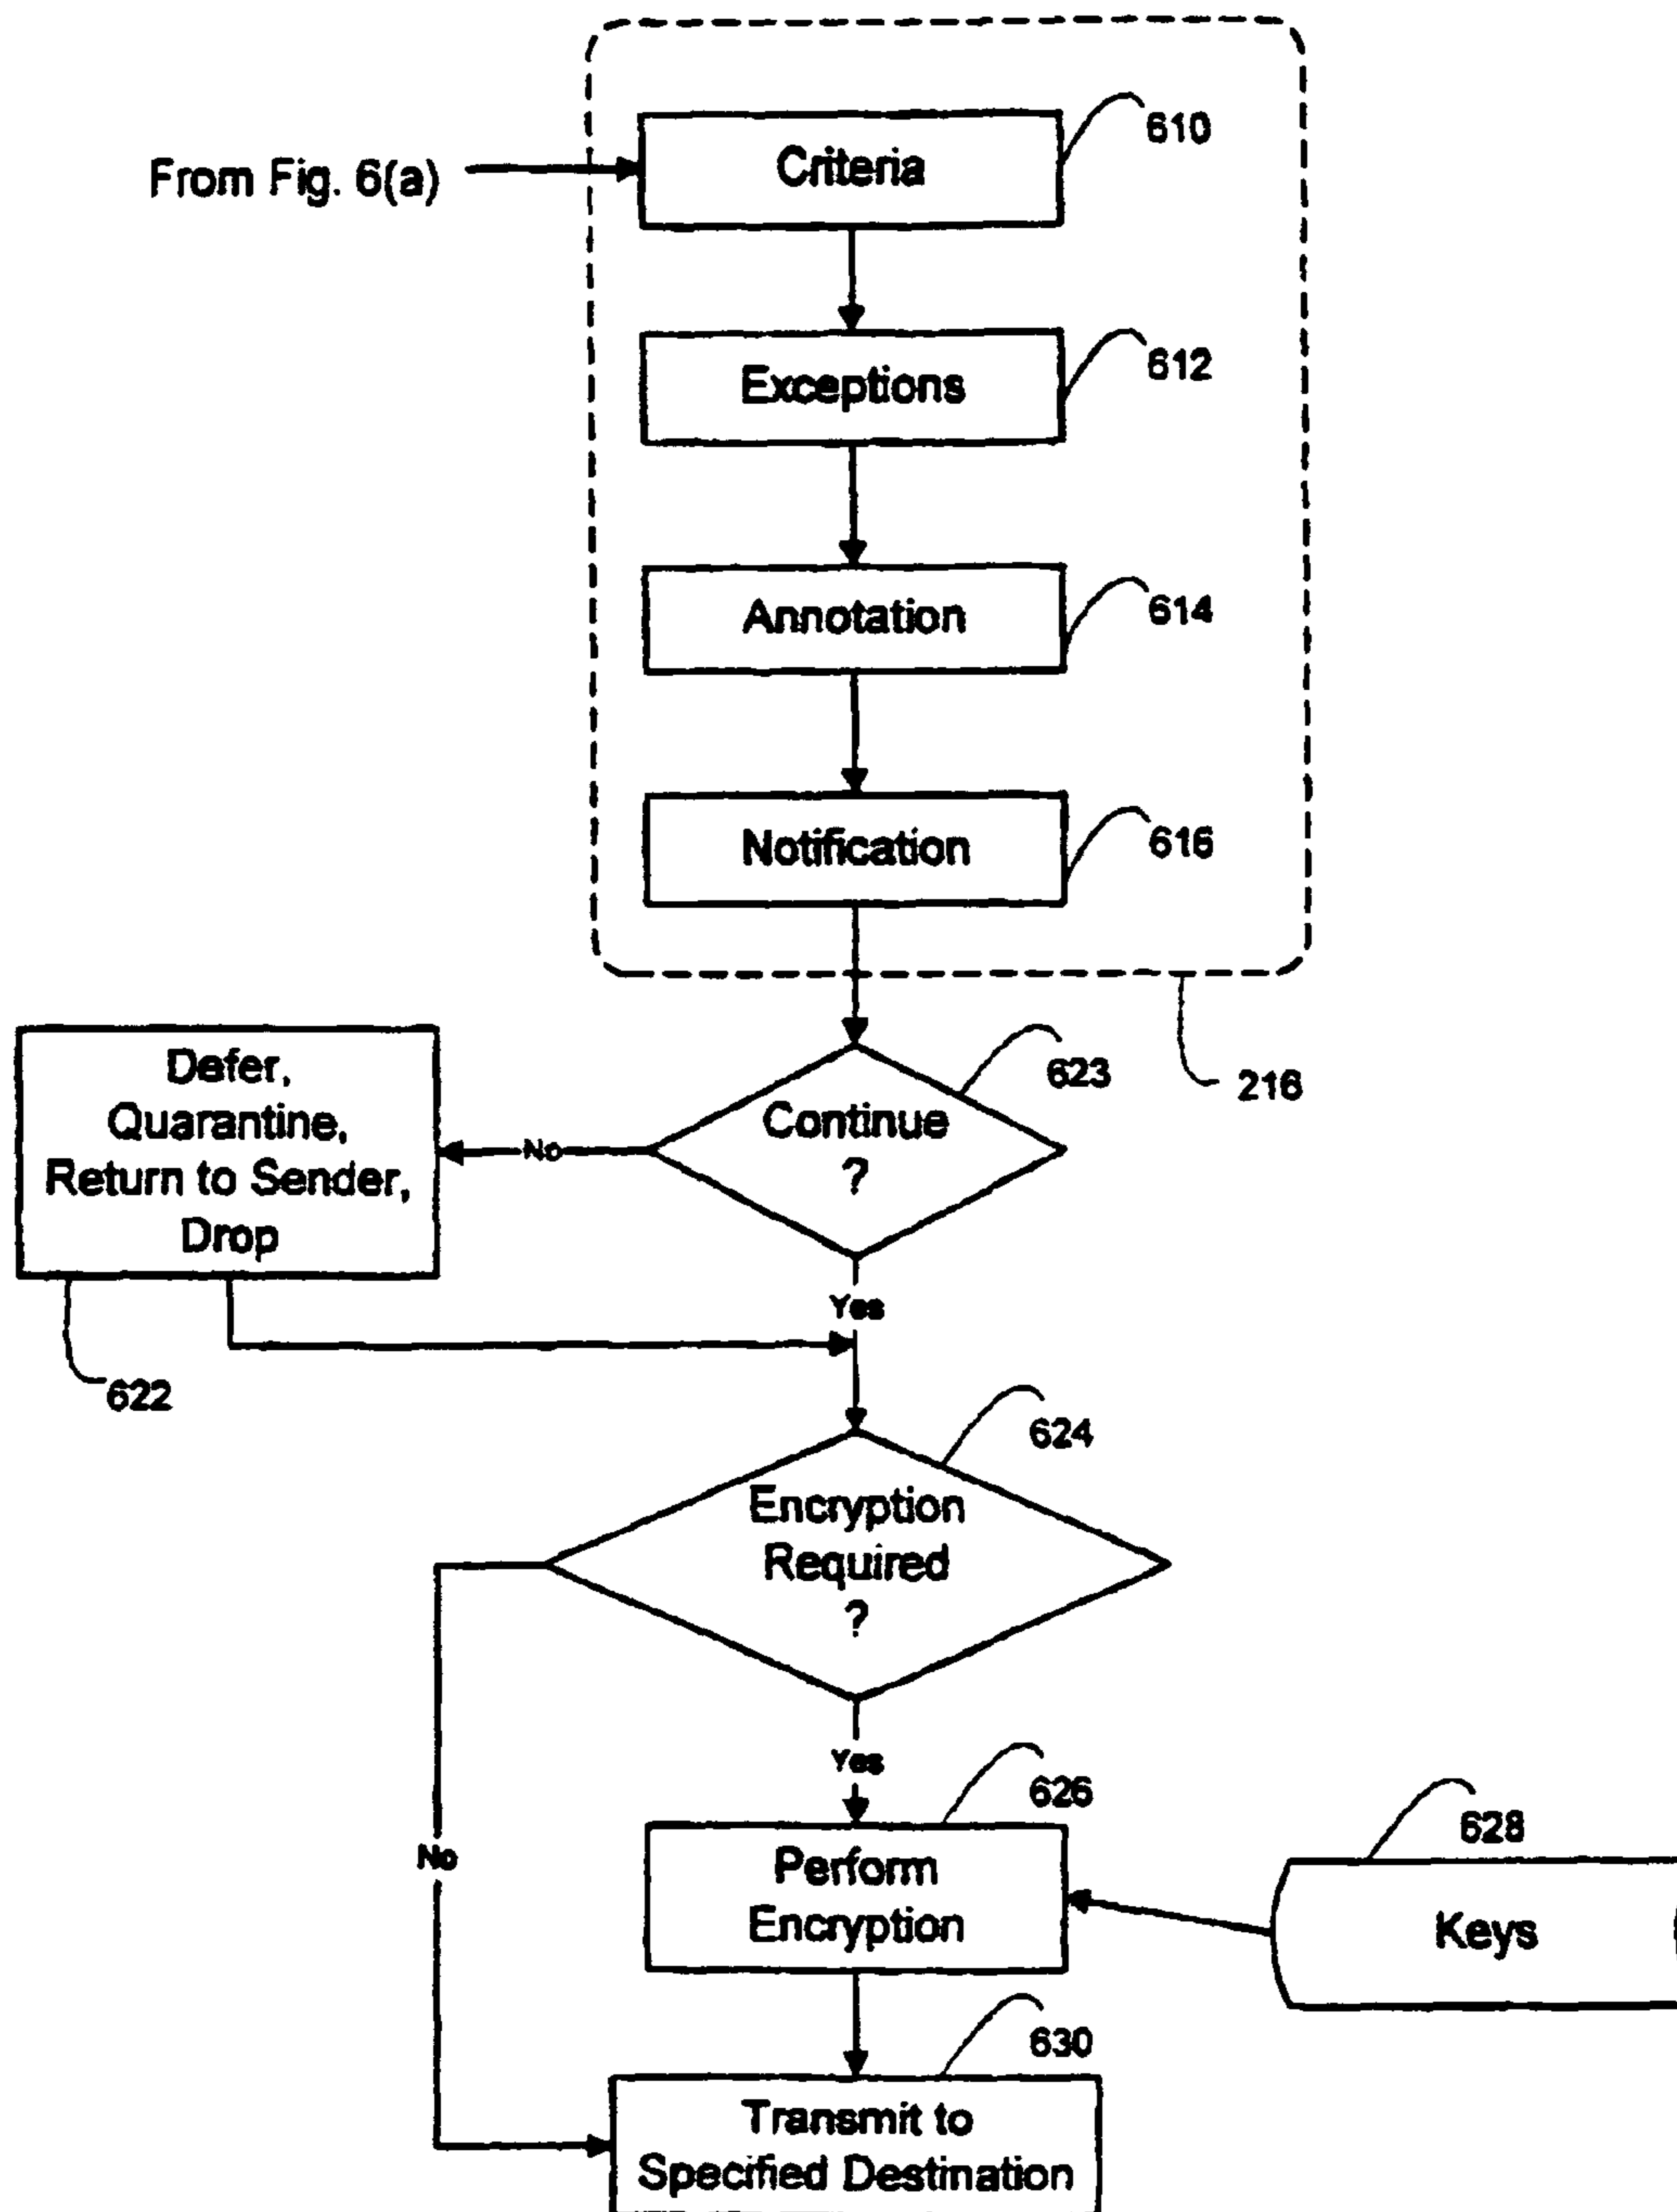 610
From Fig. 6(a)
Criteria
612
Exceptions
614
Annotation
616
Notification
623
216
Continue
?
Defer,
Quarantine,
Return to Sender,
Drop
No
Yes
622
624
Encryption
Required
?
Yes
626
No
628
Perform
Encryption
Keys
630
Transmit to
Specified Destination